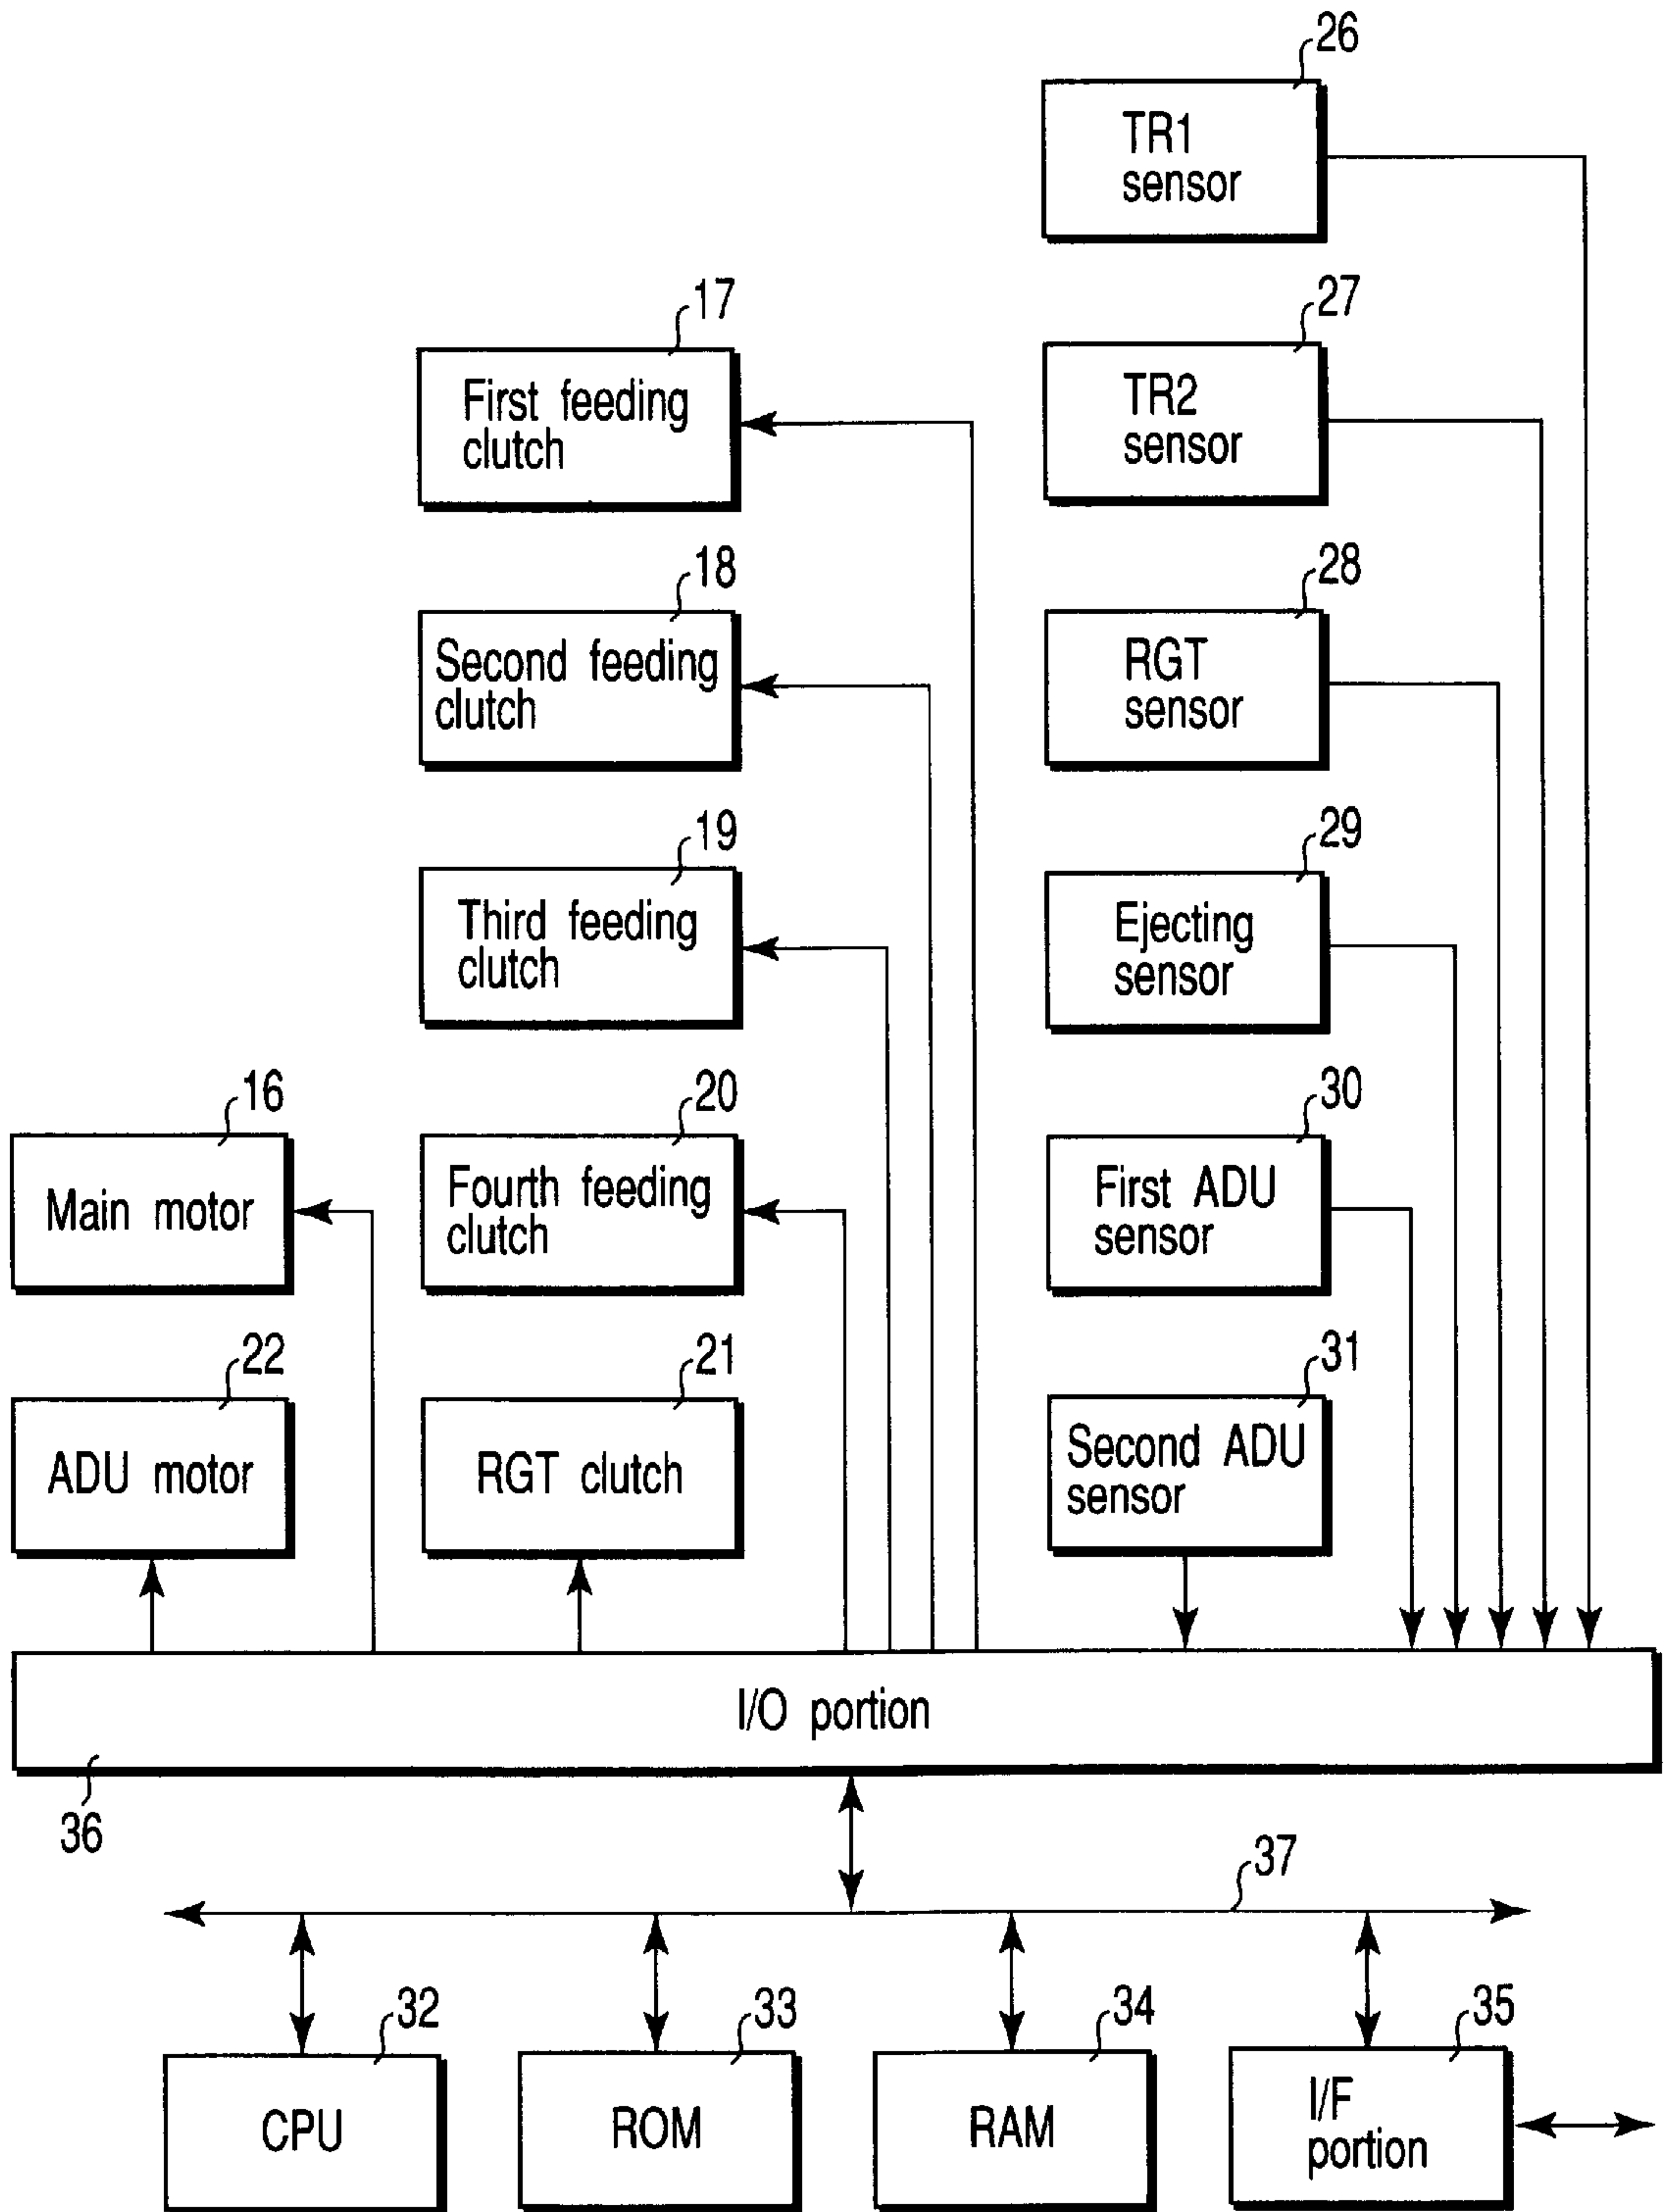 26
TR1
sensor
17
First feeding
clutch
27
TR2
sensor
18
Second feeding
clutch
28
RGT
sensor
19
Third feeding
clutch
29
Ejecting
sensor
16
Main motor
20
Fourth feeding
clutch
30
First ADU
sensor
22
ADU motor
21
RGT clutch
31
Second ADU
sensor
I/O portion
36
37
32
CPU
33
ROM
34
RAM
35
I/F
portion